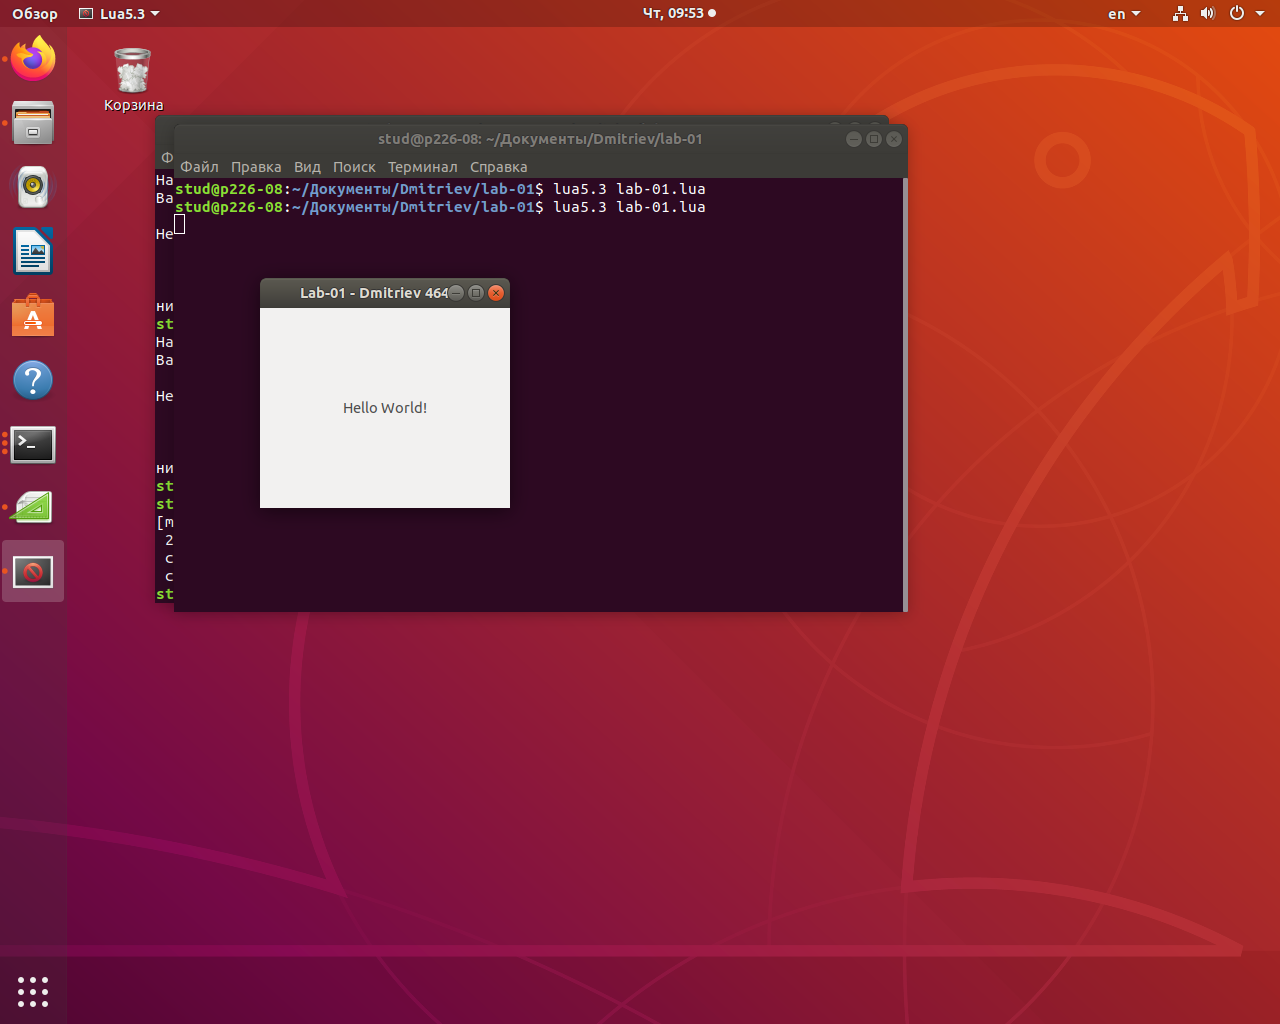 Обзор
Lua5.3
Чт, 09:53
en
Корзина
stud@p226-08: ~/Документы/Dmitriev/lab-01
Ф
Файл Правка Вид Поиск Терминал Справка
На
stud@p226-08:~/Документы/Dmitriev/lab-01$ lua5.3 lab-01.lua
Ва
stud@p226-08:~/Документы/Dmitriev/lab-01$ lua5.3 lab-01.lua
Не
Lab-01 - Dmitriev 464
Hello World!
ни
st
На
Ва
Не
ни
st
st
[m
2
с
с
st